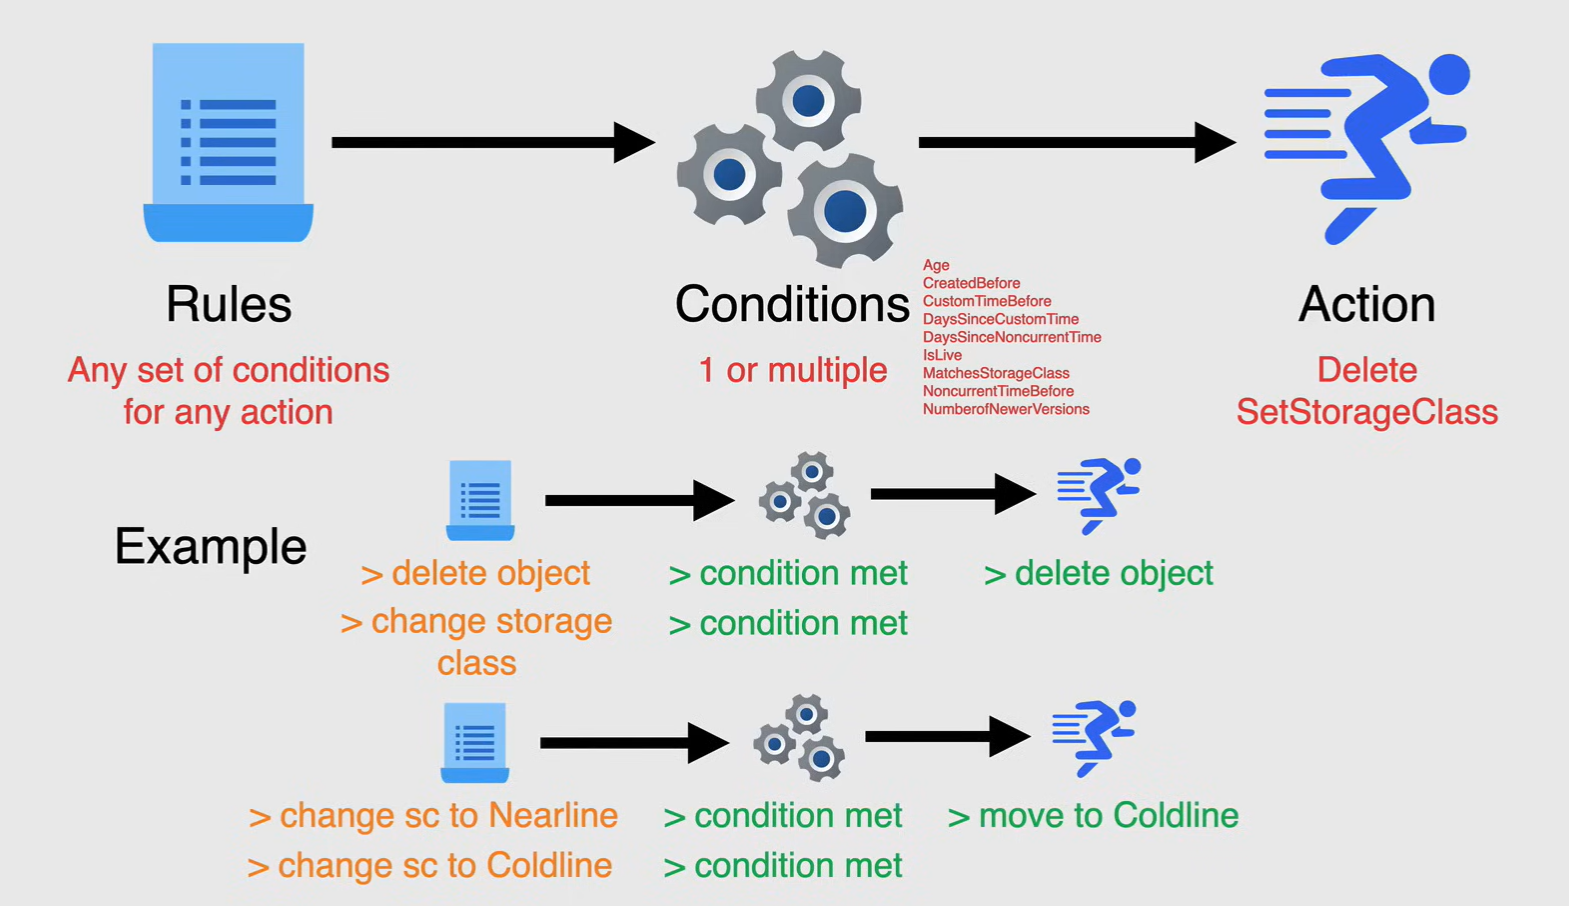 Rules
Any set of conditions
for any action
Conditions
1 or multiple
Age
CreatedBefore
CustomTimeBefore
DaysSinceCustomTime
DaysSinceNoncurrentTime
IsLive
MatchesStorageClass
NoncurrentTimeBefore
NumberofNewerVersions
Action
Delete
SetStorageClass
Example
> delete object
> change storage
class
> condition met
> condition met
> delete object
> change sc to Nearline
> change sc to Coldline
> condition met
> condition met
> move to Coldline